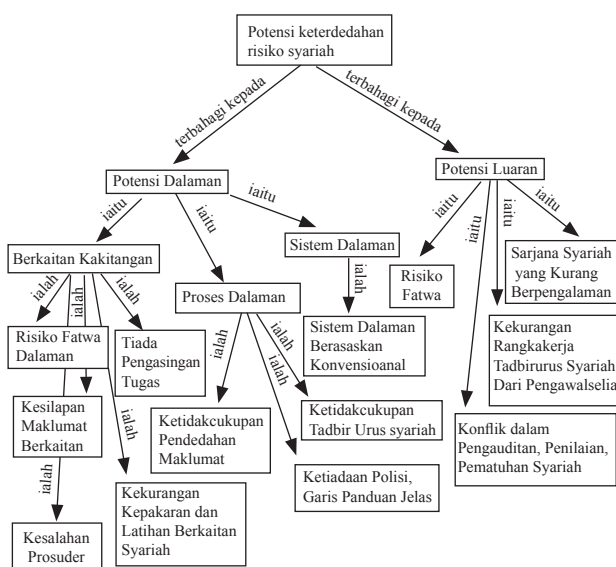 Potensi keterdedahan
risiko syariah
terbahagi kepada
terbahagi kepada
Potensi Dalaman
Potensi Luaran
iaitu
iaitu
iaitu
iaitu
iaitu
iaitu
iaitu
Berkaitan Kakitangan
Sistem Dalaman
Proses Dalaman
Risiko
Fatwa
Sarjana Syariah
yang Kurang
Berpengalaman
ialah
ialah
ialah
ialah
ialah
ialah
ialah
ialah
ialah
Risiko Fatwa
Dalaman
Tiada
Pengasingan
Tugas
Sistem Dalaman
Berasaskan
Konvensioanal
Kekurangan
Rangkakerja
Tadbirurus Syariah
Dari Pengawalselia
Kesilapan
Maklumat
Berkaitan
Ketidakcukupan
Pendedahan
Maklumat
Ketidakcukupan
Tadbir Urus syariah
Konflik dalam
Pengauditan, Penilaian,
Pematuhan Syariah
Kesalahan
Prosuder
Kekurangan
Kepakaran dan
Latihan Berkaitan
Syariah
Ketiadaan Polisi,
Garis Panduan Jelas